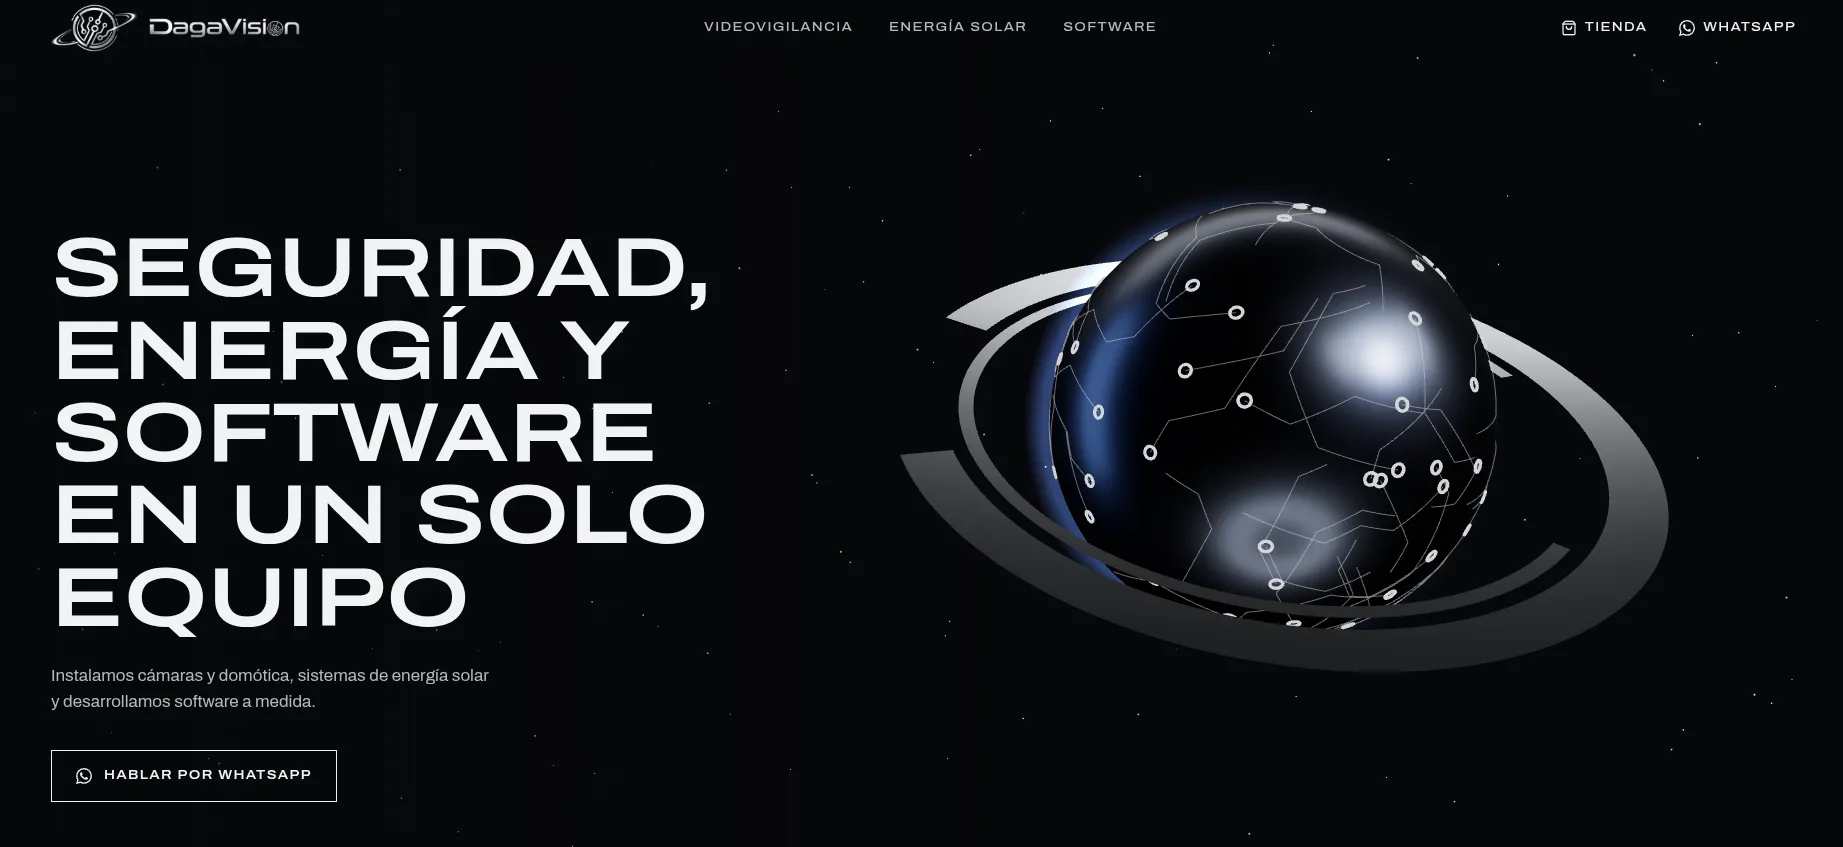 DagaVision
VIDEOVIGILANCIA
ENERGÍA SOLAR
SOFTWARE
TIENDA
WHATSAPP
SEGURIDAD,
ENERGÍA Y
SOFTWARE
EN UN SOLO
EQUIPO
Instalamos cámaras y domótica, sistemas de energía solar
y desarrollamos software a medida.
HABLAR POR WHATSAPP